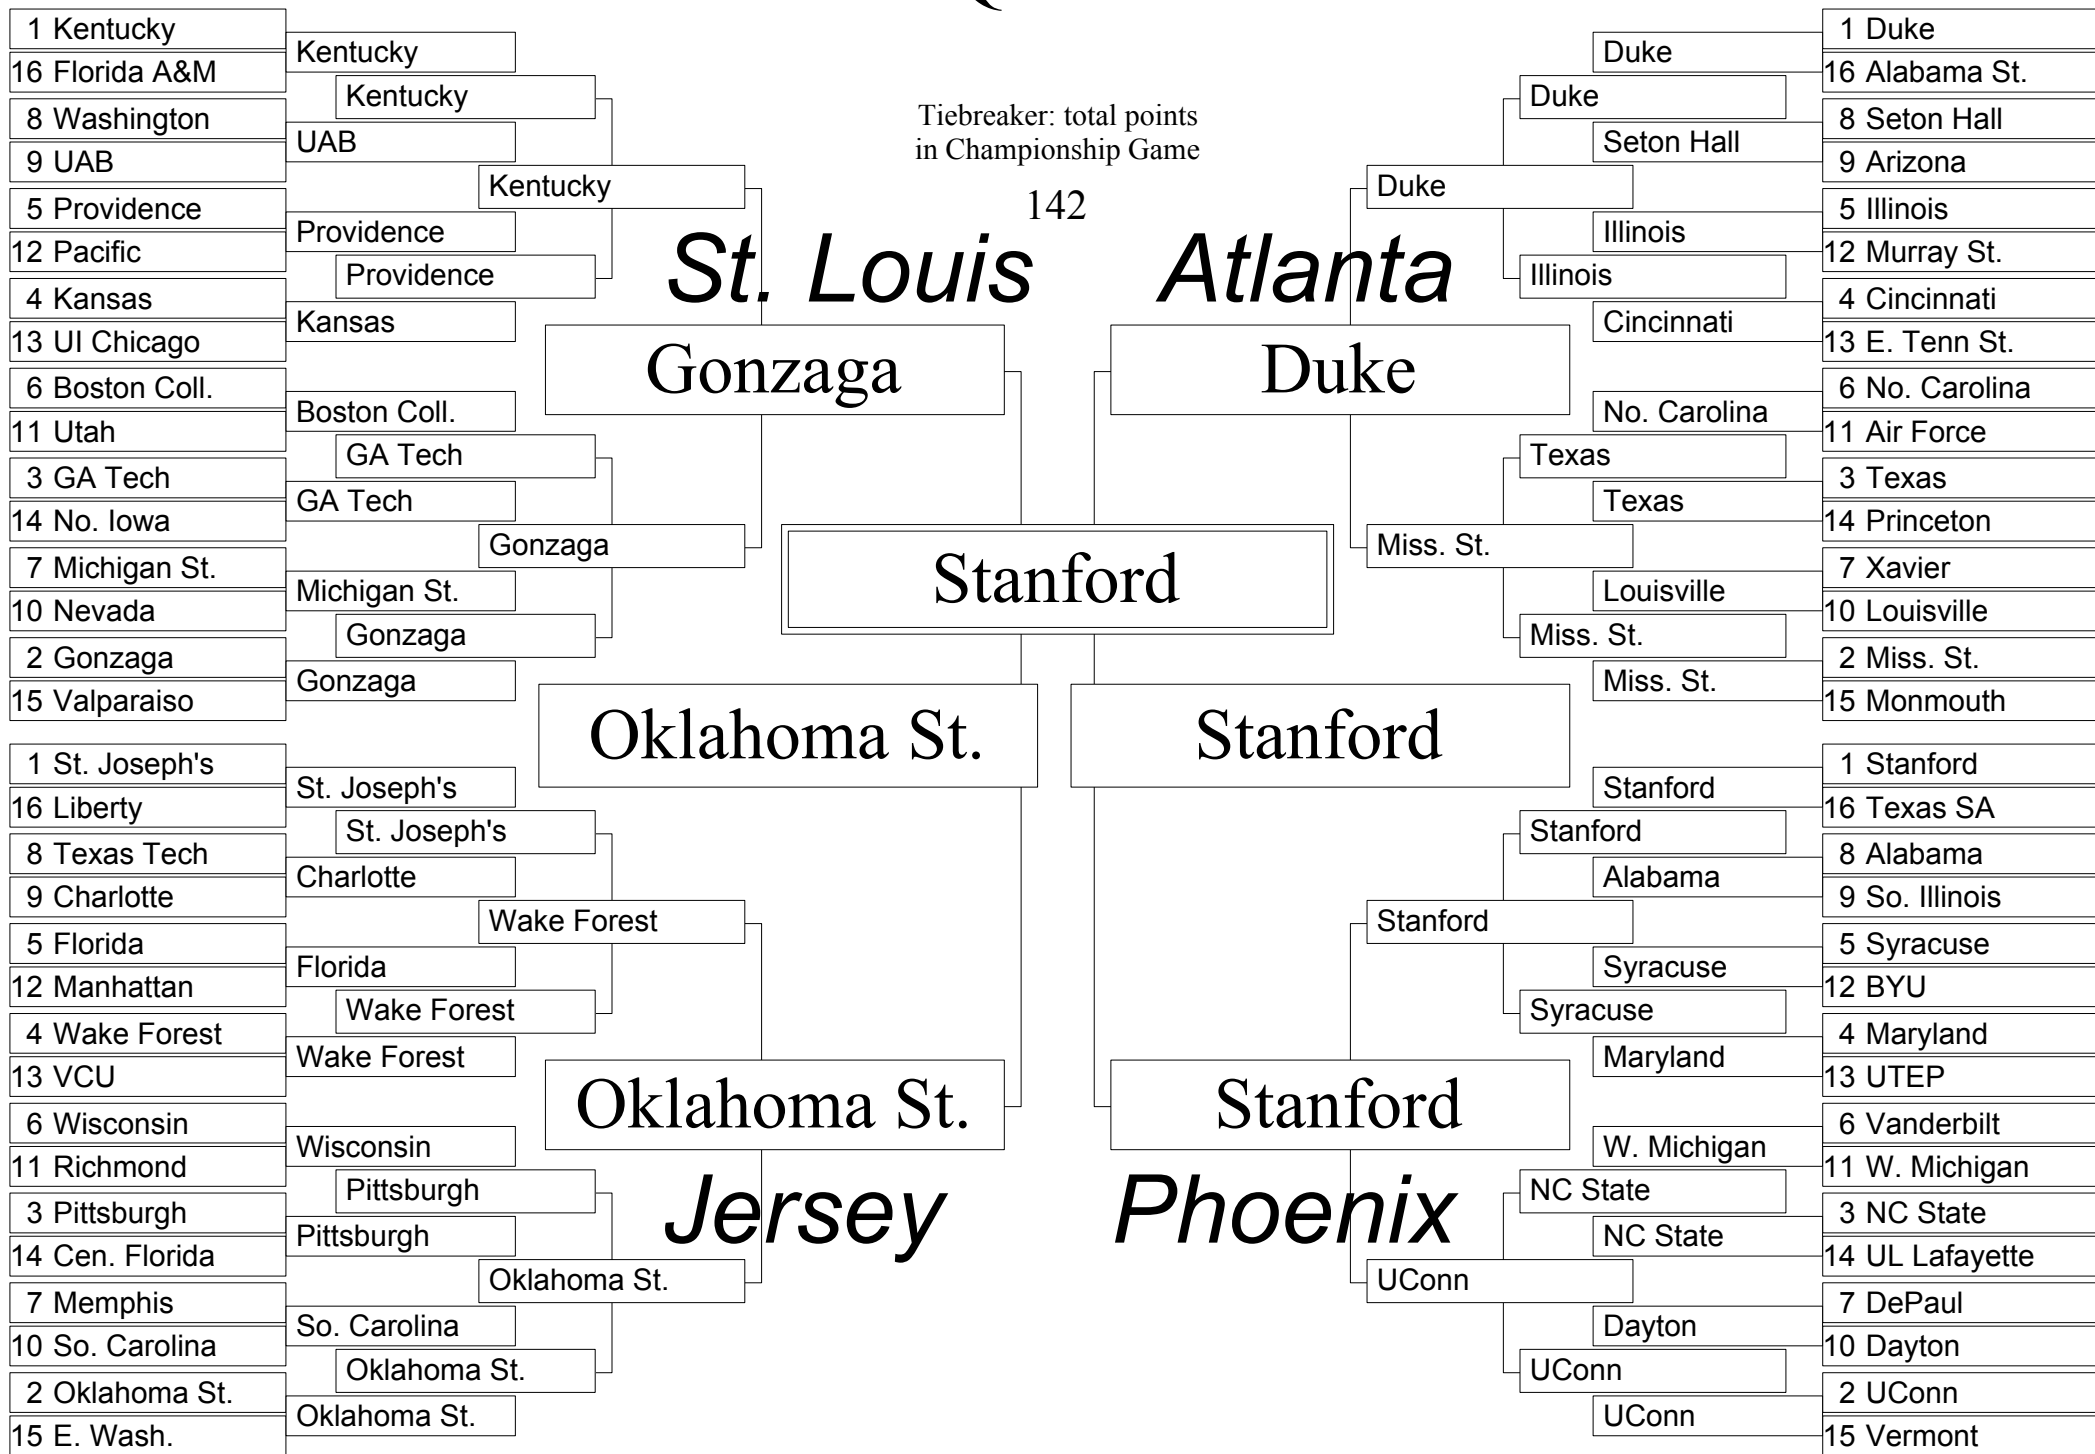 1 Kentucky
16 Florida A&M
8 Washington
9 UAB
5 Providence
12 Pacific
4 Kansas
13 UI Chicago
6 Boston Coll.
11 Utah
3 GA Tech
14 No. Iowa
7 Michigan St.
10 Nevada
2 Gonzaga
15 Valparaiso
1 St. Joseph's
16 Liberty
8 Texas Tech
9 Charlotte
5 Florida
12 Manhattan
4 Wake Forest
13 VCU
6 Wisconsin
11 Richmond
3 Pittsburgh
14 Cen. Florida
7 Memphis
10 So. Carolina
2 Oklahoma St.
15 E. Wash.
Kentucky
UAB
Providence
Kansas
Boston Coll.
GA Tech
Michigan St.
Gonzaga
St. Joseph's
Charlotte
Florida
Wake Forest
Wisconsin
Pittsburgh
So. Carolina
Oklahoma St.
Kentucky
Providence
GA Tech
Gonzaga
St. Joseph's
Wake Forest
Pittsburgh
Oklahoma St.
Kentucky
Gonzaga
Wake Forest
Oklahoma St.
Tiebreaker: total points
in Championship Game
142
St. Louis
Atlanta
Gonzaga
Duke
Stanford
Oklahoma St.
Stanford
Oklahoma St.
Stanford
Jersey
Phoenix
Duke
Miss. St.
Stanford
UConn
Duke
Illinois
Texas
Miss. St.
Stanford
Syracuse
NC State
UConn
Duke
Seton Hall
Illinois
Cincinnati
No. Carolina
Texas
Louisville
Miss. St.
Stanford
Alabama
Syracuse
Maryland
W. Michigan
NC State
Dayton
UConn
1 Duke
16 Alabama St.
8 Seton Hall
9 Arizona
5 Illinois
12 Murray St.
4 Cincinnati
13 E. Tenn St.
6 No. Carolina
11 Air Force
3 Texas
14 Princeton
7 Xavier
10 Louisville
2 Miss. St.
15 Monmouth
1 Stanford
16 Texas SA
8 Alabama
9 So. Illinois
5 Syracuse
12 BYU
4 Maryland
13 UTEP
6 Vanderbilt
11 W. Michigan
3 NC State
14 UL Lafayette
7 DePaul
10 Dayton
2 UConn
15 Vermont